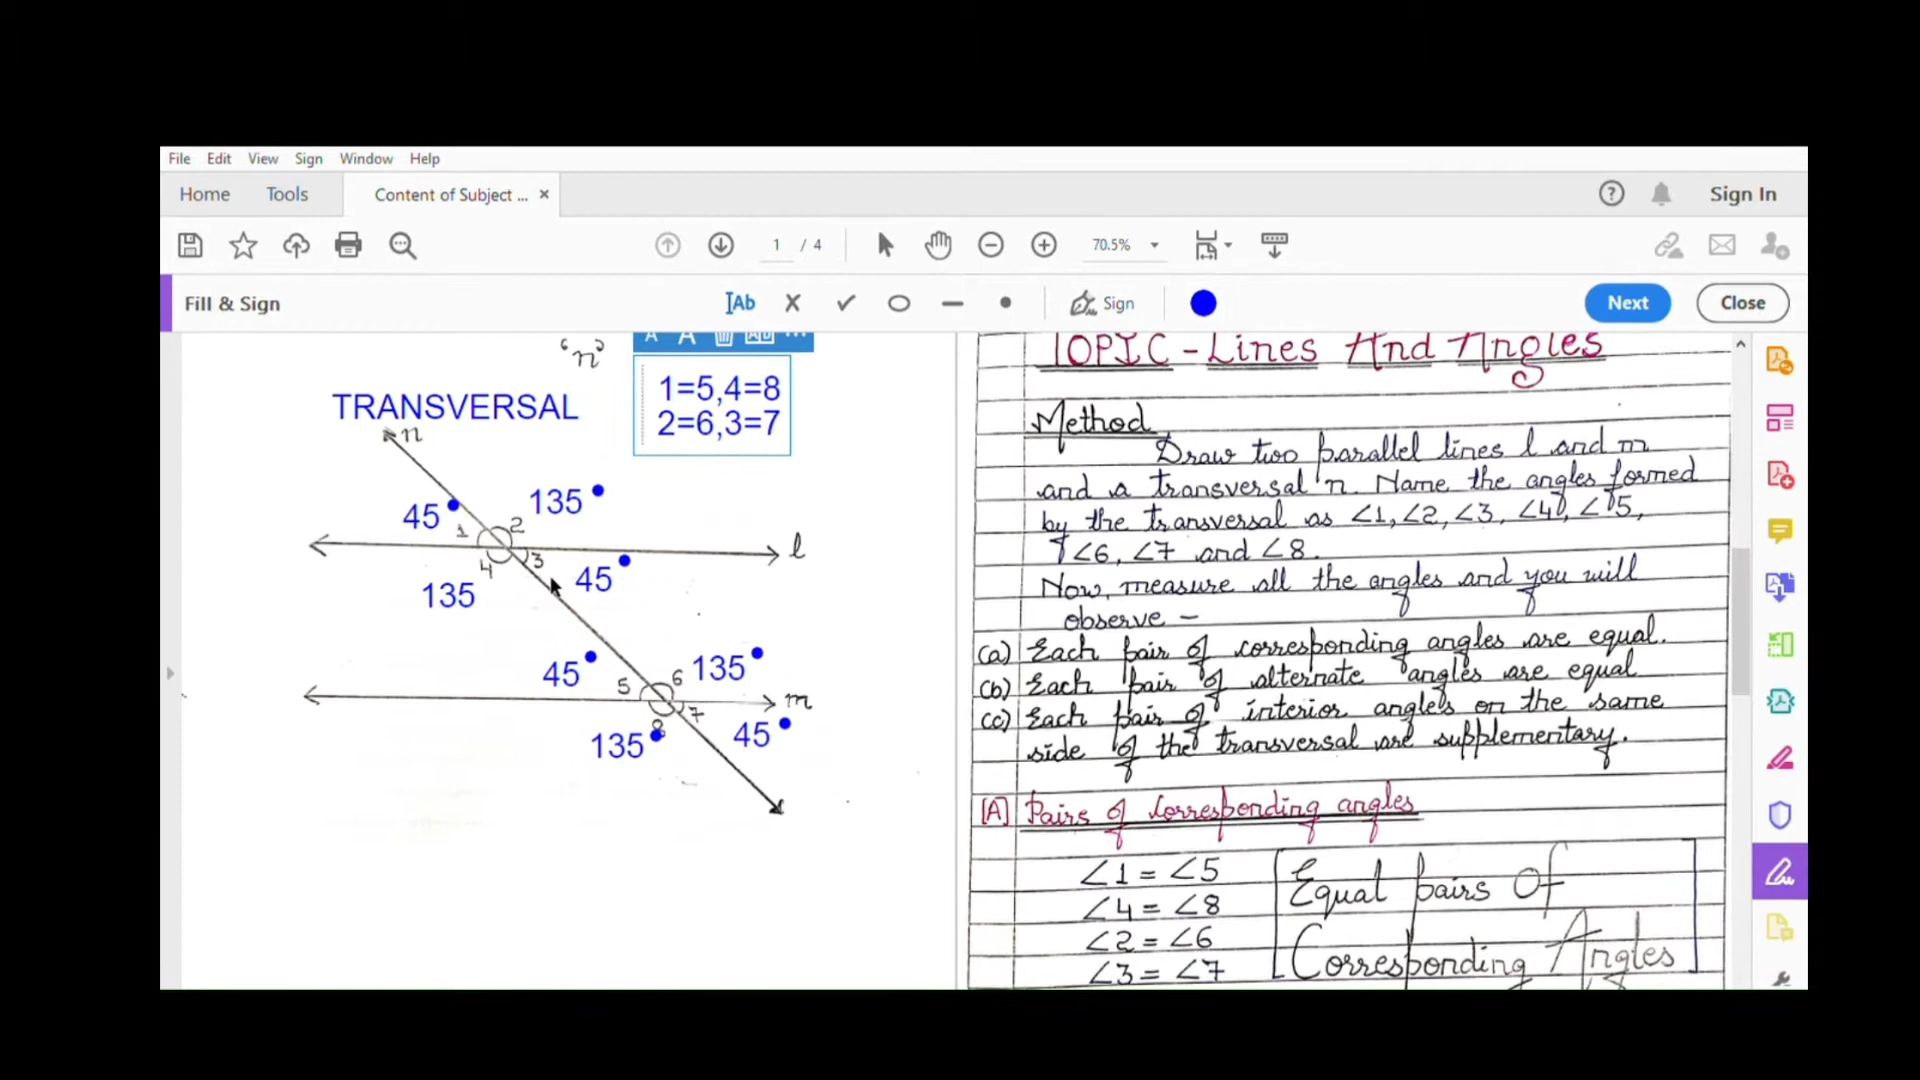 File Edit View Sign Window Help
Home Tools Content of Subject ... × Sign In
1 / 4 70.5%
Fill & Sign Ab Sign Next Close
'n'
1=5,4=8
2=6,3=7
TRANSVERSAL
n
45 135
1 2
l
4 3
135 45
45 135
5 6
m
8 7
135 45
TOPIC - Lines And Angles
Method
Draw two parallel lines l and m
and a transversal n. Name the angles formed
by the transversal as ∠1, ∠2, ∠3, ∠4, ∠5,
∠6, ∠7 and ∠8.
Now, measure all the angles and you will
observe –
(a) Each pair of corresponding angles are equal.
(b) Each pair of alternate angles are equal
(c) Each pair of interior angles on the same
side of the transversal are supplementary.
[A] Pairs of Corresponding angles
∠1 = ∠5
∠4 = ∠8
∠2 = ∠6
∠3 = ∠7
Equal pairs Of
Corresponding Angles